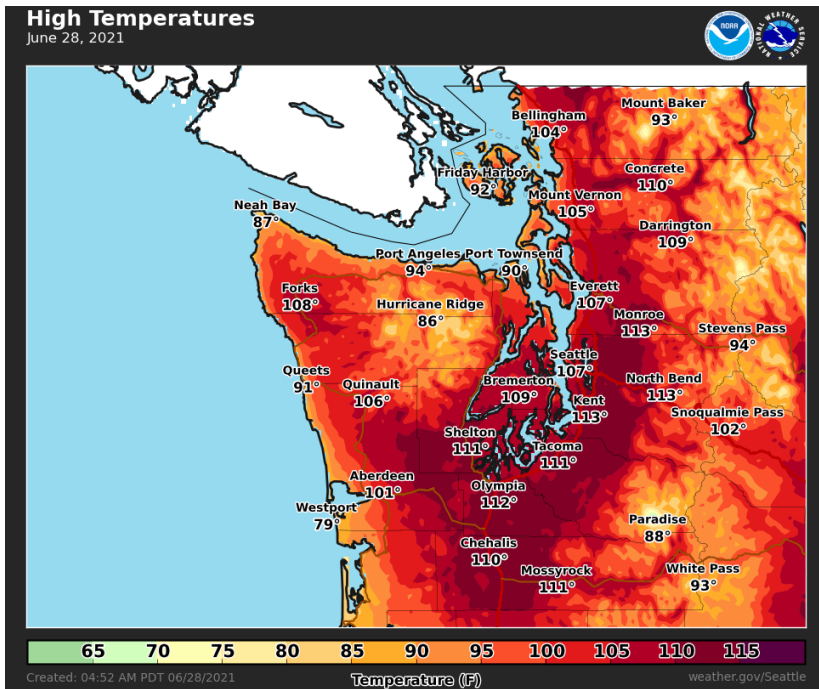 High Temperatures
June 28, 2021
NOAA
NATIONAL WEATHER SERVICE
Mount Baker
93°
Bellingham
104°
Concrete
110°
Friday Harbor
92°
Mount Vernon
105°
Neah Bay
87°
Darrington
109°
Port Angeles
94°
Port Townsend
90°
Forks
108°
Everett
107°
Hurricane Ridge
86°
Monroe
113°
Stevens Pass
94°
Seattle
107°
Queets
91°
Quinault
106°
Bremerton
109°
North Bend
113°
Kent
113°
Snoqualmie Pass
102°
Shelton
111°
Tacoma
111°
Aberdeen
101°
Olympia
112°
Westport
79°
Paradise
88°
Chehalis
110°
Mossyrock
111°
White Pass
93°
65 70 75 80 85 90 95 100 105 110 115
Created: 04:52 AM PDT 06/28/2021
Temperature (F)
weather.gov/Seattle